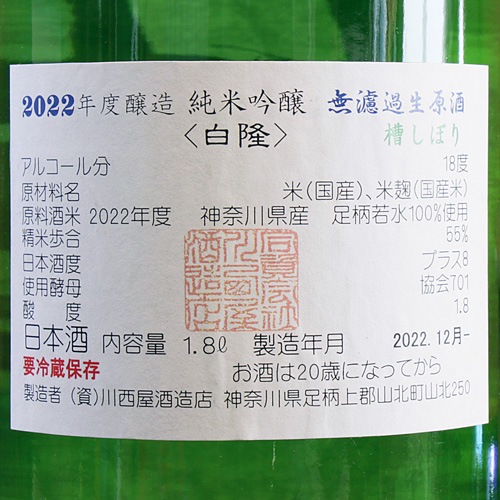 2022年度醸造 純米吟醸 無濾過生原酒
〈白隆〉 槽しぼり
アルコール分 18度
原材料名 米(国産)、米麹(国産米)
原料酒米 2022年度 神奈川県産 足柄若水100%使用
精米歩合 55%
日本酒度 プラス8
使用酵母 協会701
酸度 1.8
日本酒 内容量 1.8ℓ 製造年月 2022.12月-
要冷蔵保存 お酒は20歳になってから
製造者 (資)川西屋酒造店 神奈川県足柄上郡山北町山北250